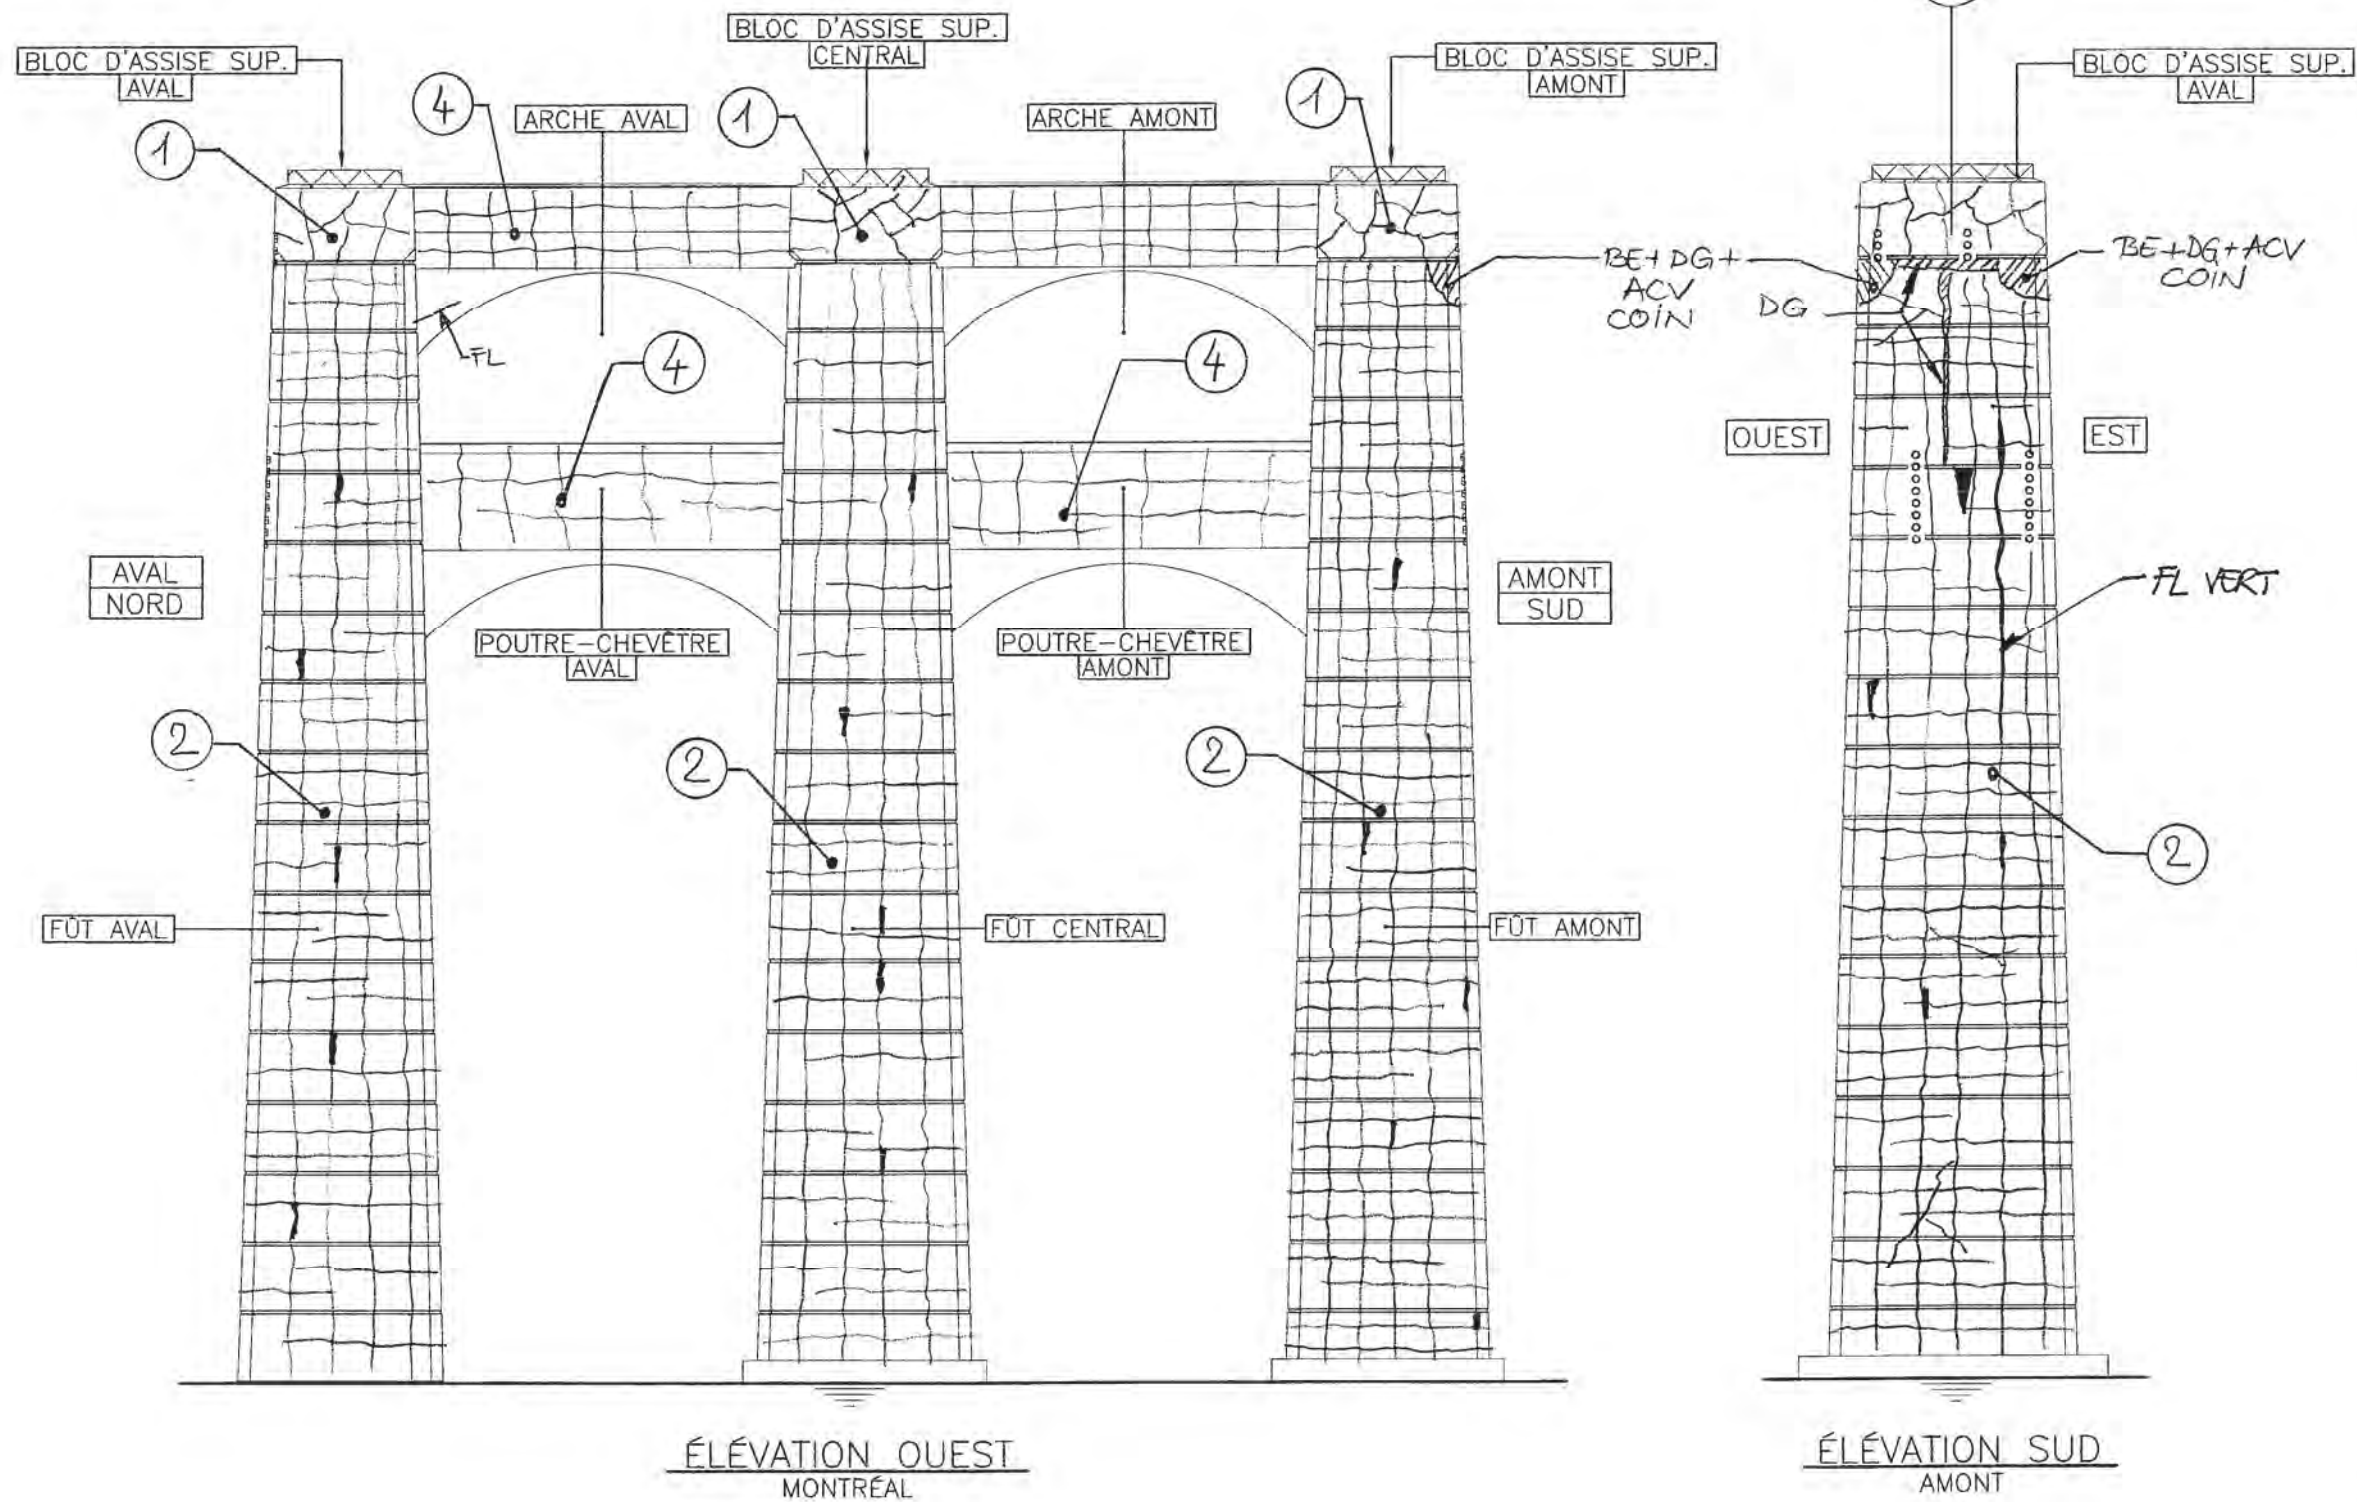 BLOC D'ASSISE SUP.
AVAL
BLOC D'ASSISE SUP.
CENTRAL
BLOC D'ASSISE SUP.
AMONT
BLOC D'ASSISE SUP.
AVAL
1
4
ARCHE AVAL
1
ARCHE AMONT
1
BE+DG+
ACV
COIN
DG
BE+DG+ACV
COIN
FL
4
4
OUEST
EST
AVAL
NORD
POUTRE-CHEVÊTRE
AVAL
POUTRE-CHEVÊTRE
AMONT
AMONT
SUD
FL VERT
2
2
2
2
FÛT AVAL
FÛT CENTRAL
FÛT AMONT
ÉLÉVATION OUEST
MONTRÉAL
ÉLÉVATION SUD
AMONT